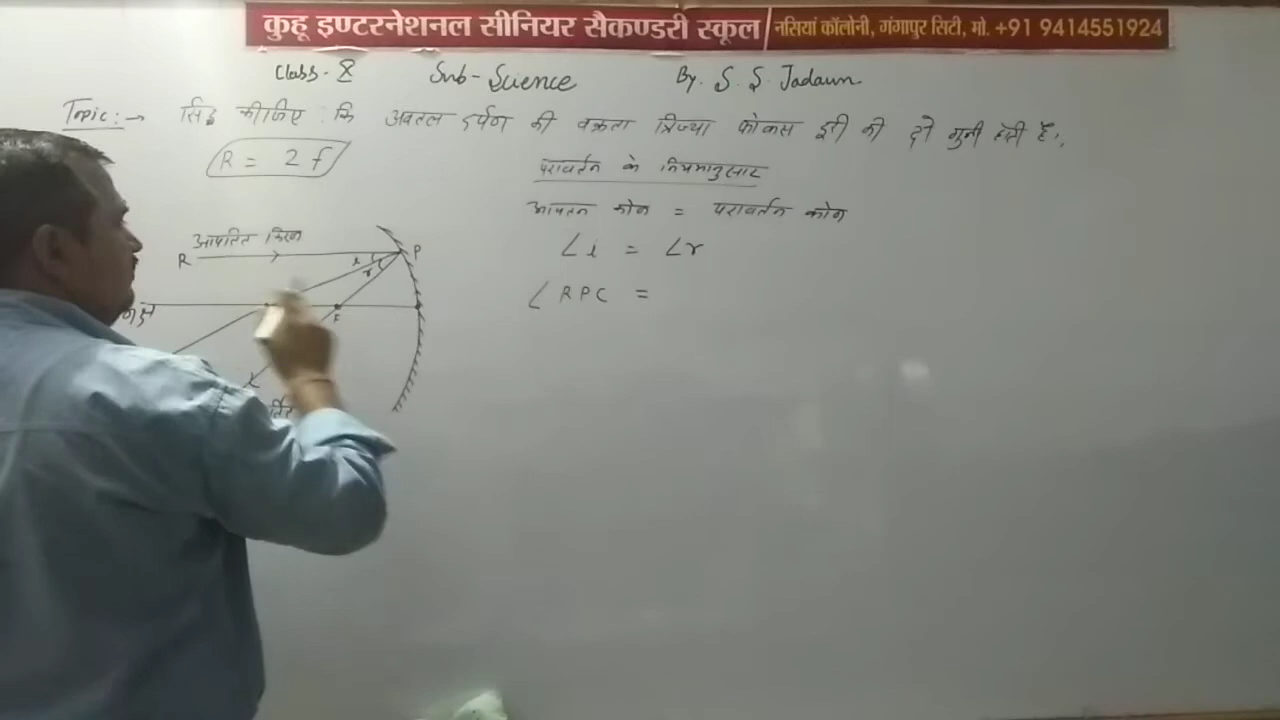 कुहू इण्टरनेशनल सीनियर सैकण्डरी स्कूल नसियां कॉलोनी, गंगापुर सिटी, मो. +91 9414551924
Class - X Sub - Science By. S. S. Jadaun
Topic:→ सिद्ध कीजिए कि अवतल दर्पण की वक्रता त्रिज्या फोकस दूरी की दो गुनी होती है।
R = 2f
परावर्तन के नियमानुसार
आपतन कोण = परावर्तन कोण
∠i = ∠r
∠RPC =
आपतित किरण
R P
i
r
F